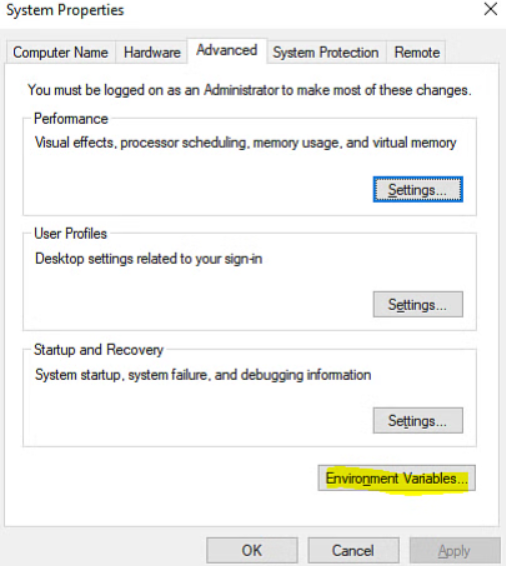 System Properties
Computer Name Hardware Advanced System Protection Remote
You must be logged on as an Administrator to make most of these changes.
Performance
Visual effects, processor scheduling, memory usage, and virtual memory
Settings...
User Profiles
Desktop settings related to your sign-in
Settings...
Startup and Recovery
System startup, system failure, and debugging information
Settings...
Environment Variables...
OK Cancel Apply